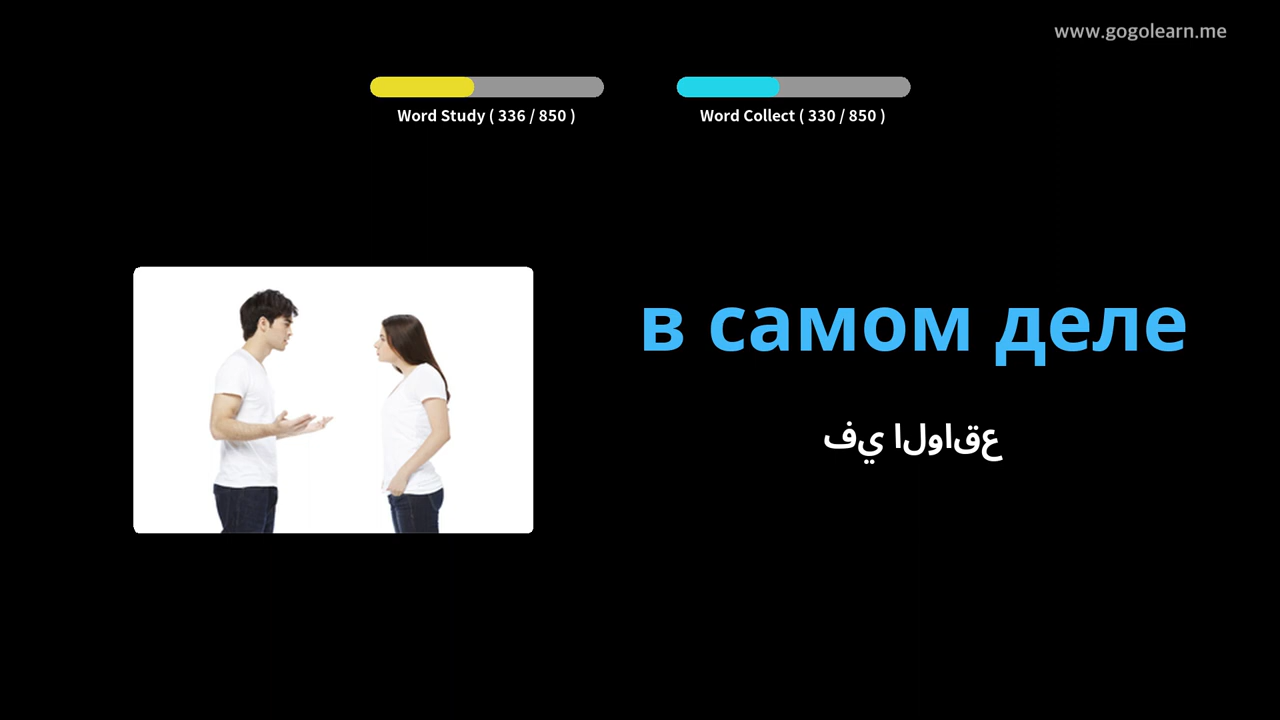 www.gogolearn.me
Word Study ( 336 / 850 )
Word Collect ( 330 / 850 )
в самом деле
في الواقع